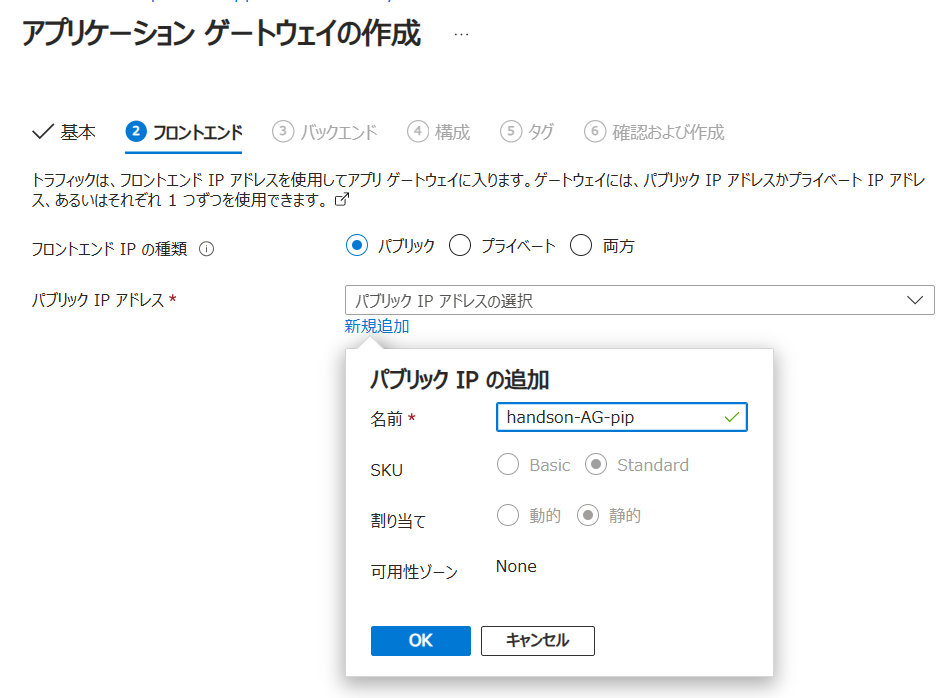 アプリケーション ゲートウェイの作成 ...
基本 2 フロントエンド 3 バックエンド 4 構成 5 タグ 6 確認および作成
トラフィックは、フロントエンド IP アドレスを使用してアプリ ゲートウェイに入ります。ゲートウェイには、パブリック IP アドレスかプライベート IP アドレ
ス、あるいはそれぞれ 1 つずつを使用できます。
フロントエンド IP の種類 パブリック プライベート 両方
パブリック IP アドレス * パブリック IP アドレスの選択
新規追加
パブリック IP の追加
名前 * handson-AG-pip
SKU Basic Standard
割り当て 動的 静的
可用性ゾーン None
OK キャンセル